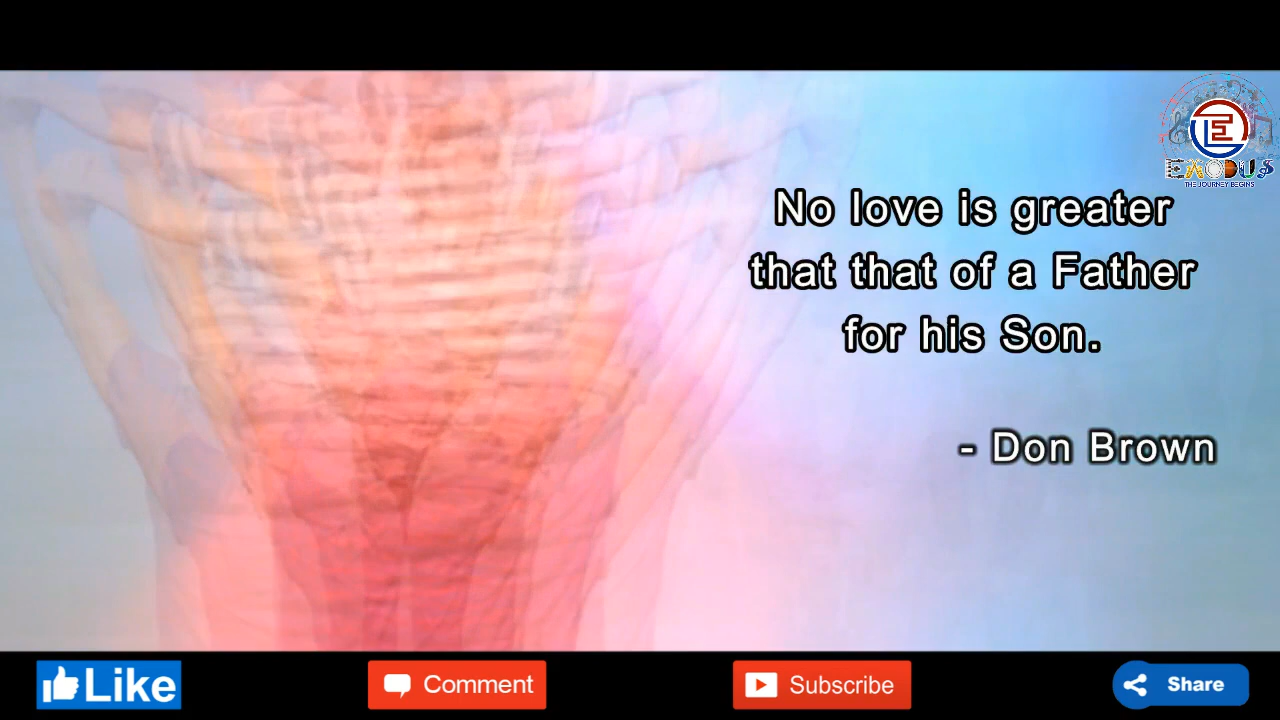 EXODUS
THE JOURNEY BEGINS
No love is greater
that that of a Father
for his Son.
- Don Brown
Like
Comment
Subscribe
Share